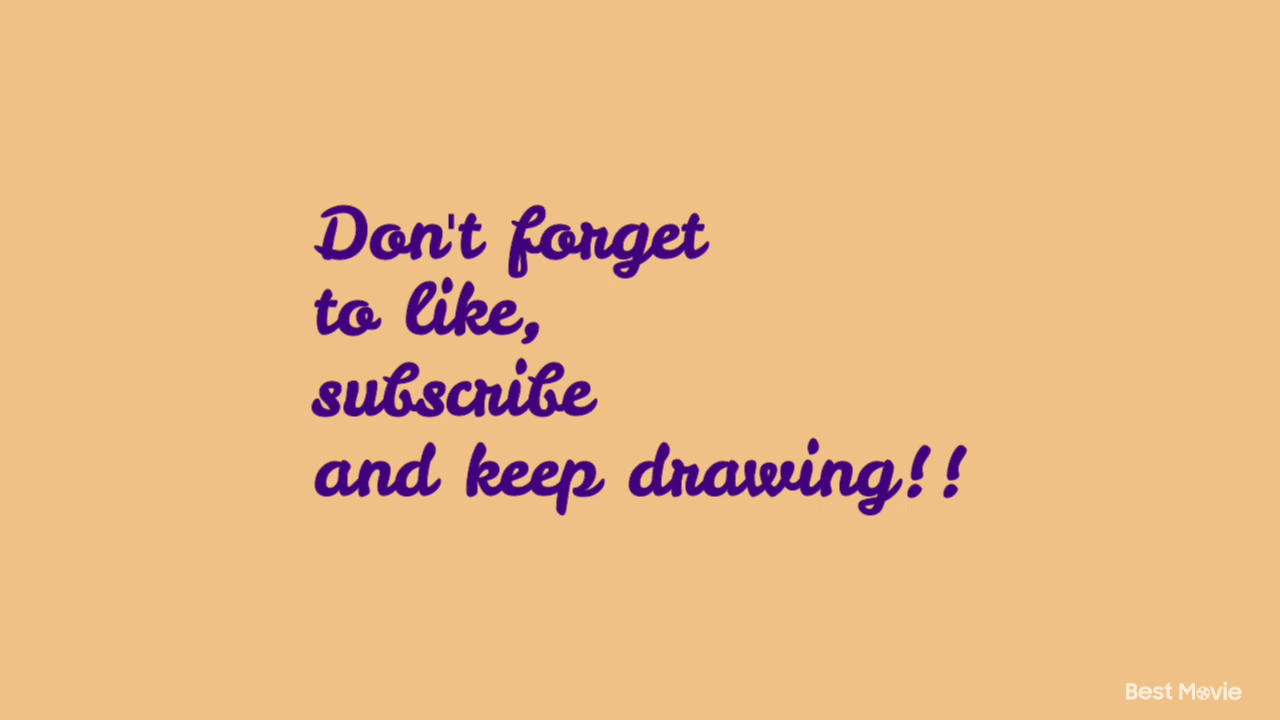 Don't forget
to like,
subscribe
and keep drawing!!
Best Movie